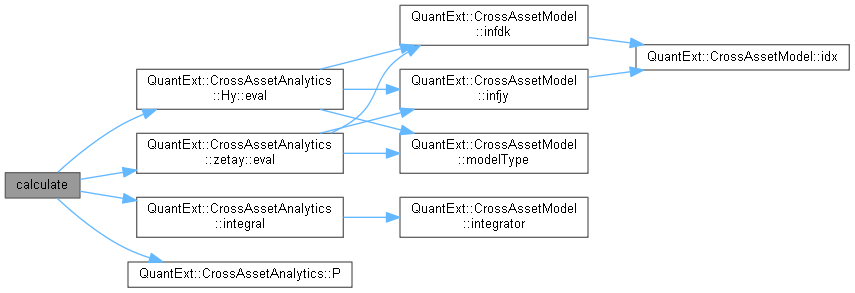 calculate
QuantExt::CrossAssetAnalytics
::Hy::eval
QuantExt::CrossAssetAnalytics
::zetay::eval
QuantExt::CrossAssetAnalytics
::integral
QuantExt::CrossAssetAnalytics::P
QuantExt::CrossAssetModel
::infdk
QuantExt::CrossAssetModel
::infjy
QuantExt::CrossAssetModel
::modelType
QuantExt::CrossAssetModel
::integrator
QuantExt::CrossAssetModel::idx